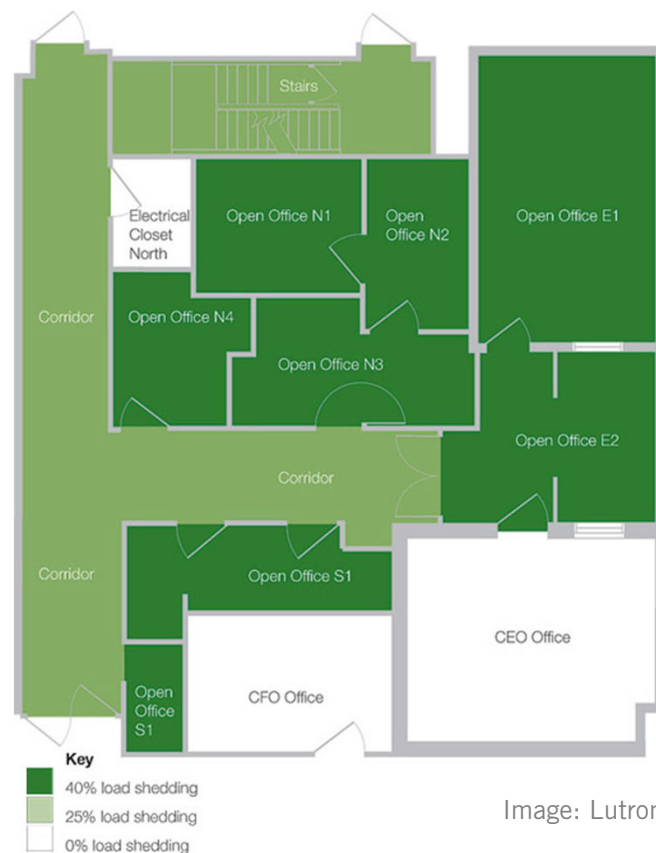 Stairs
Electrical
Closet
North
Open Office N1
Open
Office N2
Open Office E1
Corridor
Open Office N4
Open Office N3
Open Office E2
Corridor
Corridor
Open Office S1
CEO Office
Open
Office
S1
CFO Office
Key
40% load shedding
25% load shedding
0% load shedding
Image: Lutron